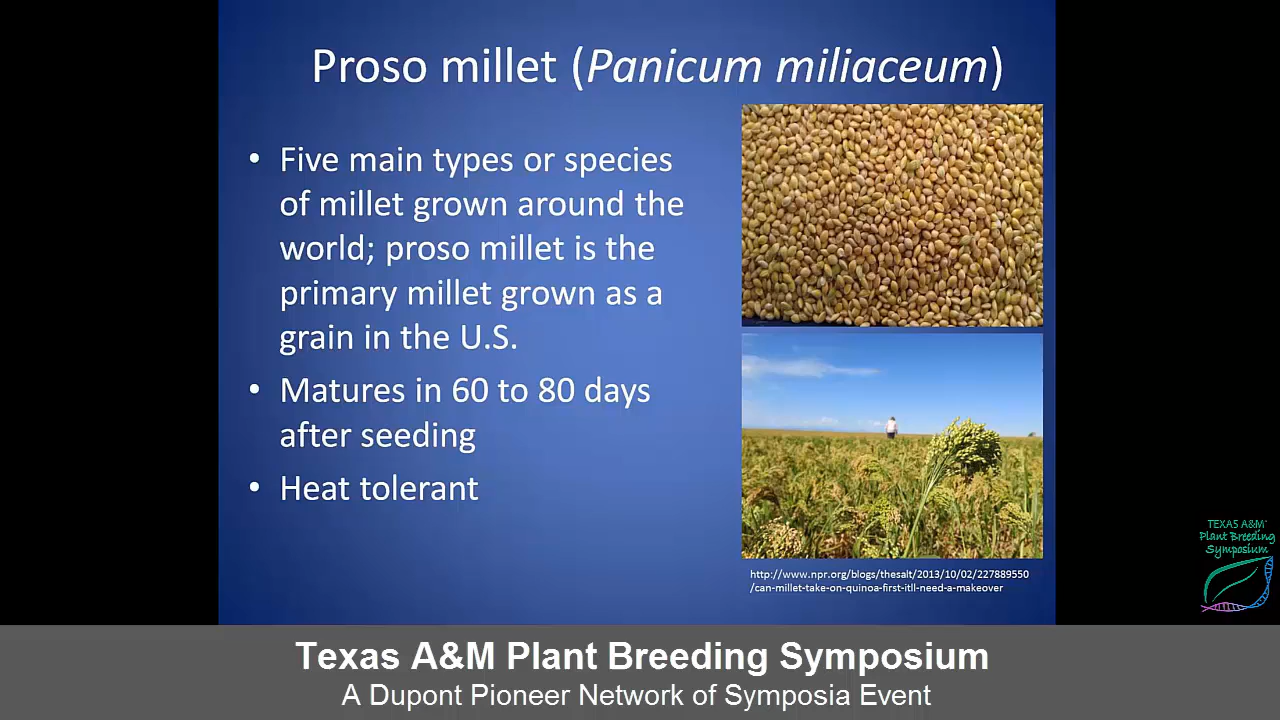 Proso millet (Panicum miliaceum)
• Five main types or species
of millet grown around the
world; proso millet is the
primary millet grown as a
grain in the U.S.
• Matures in 60 to 80 days
after seeding
• Heat tolerant
http://www.npr.org/blogs/thesalt/2013/10/02/227889550
/can-millet-take-on-quinoa-first-itll-need-a-makeover
TEXAS A&M
Plant Breeding
Symposium
Texas A&M Plant Breeding Symposium
A Dupont Pioneer Network of Symposia Event